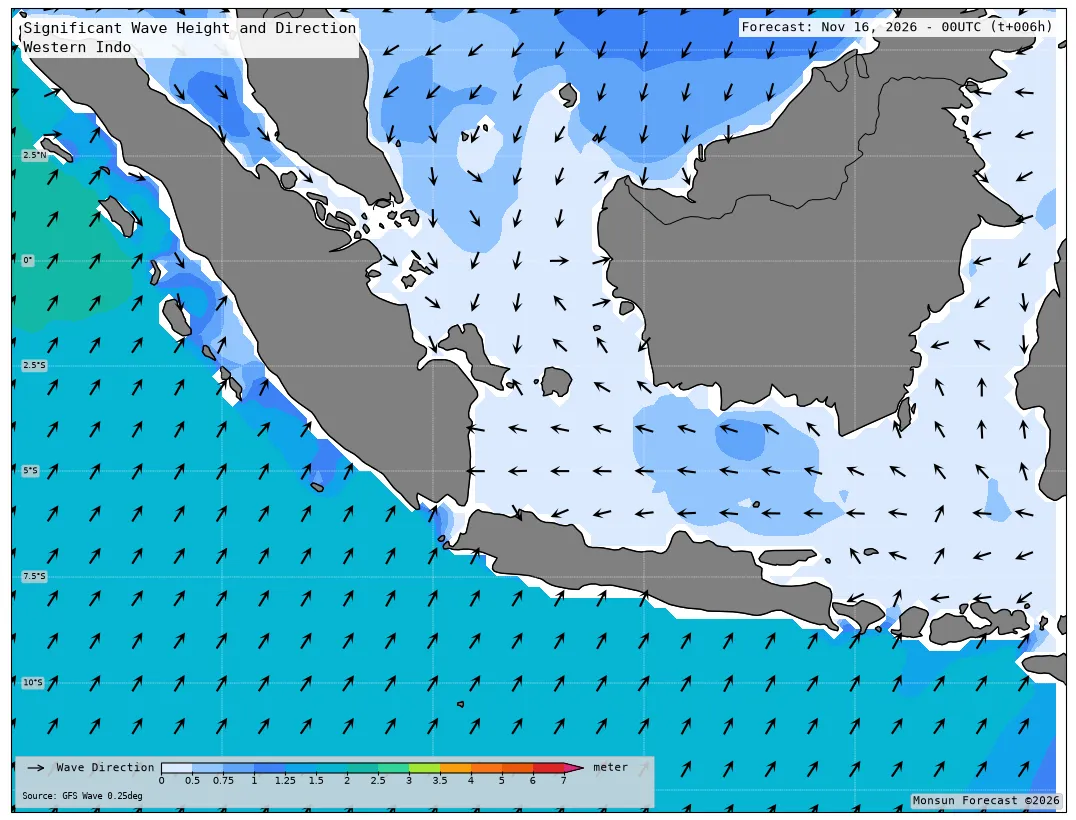 Significant Wave Height and Direction
Western Indo
Forecast: Nov 16, 2026 - 00UTC (t+006h)
2.5°N
0°
2.5°S
5°S
7.5°S
10°S
Wave Direction
0 0.5 0.75 1 1.25 1.5 2 2.5 3 3.5 4 5 6 7
meter
Source: GFS Wave 0.25deg
Monsun Forecast ©2026